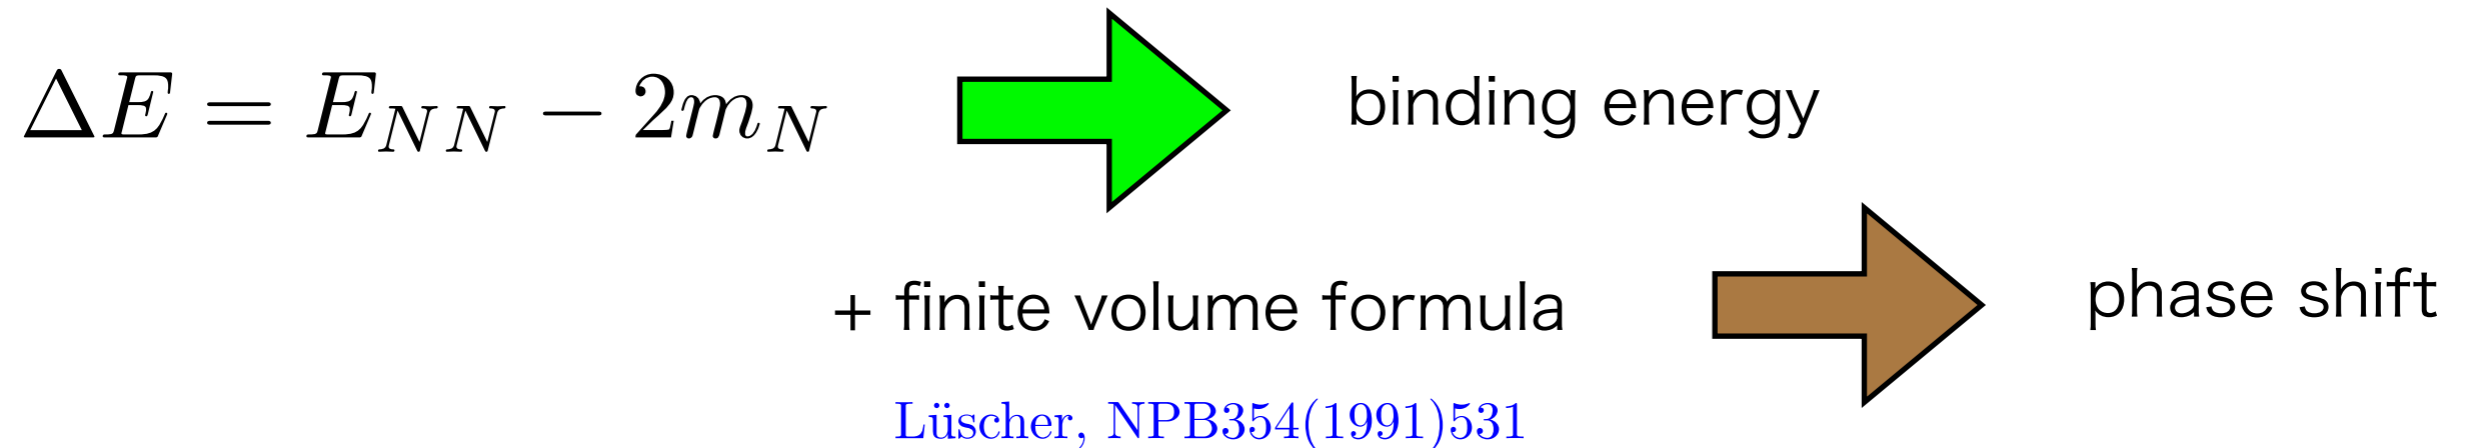 ΔE = E_{NN} − 2m_N
binding energy
+ finite volume formula
phase shift
Lüscher, NPB354(1991)531